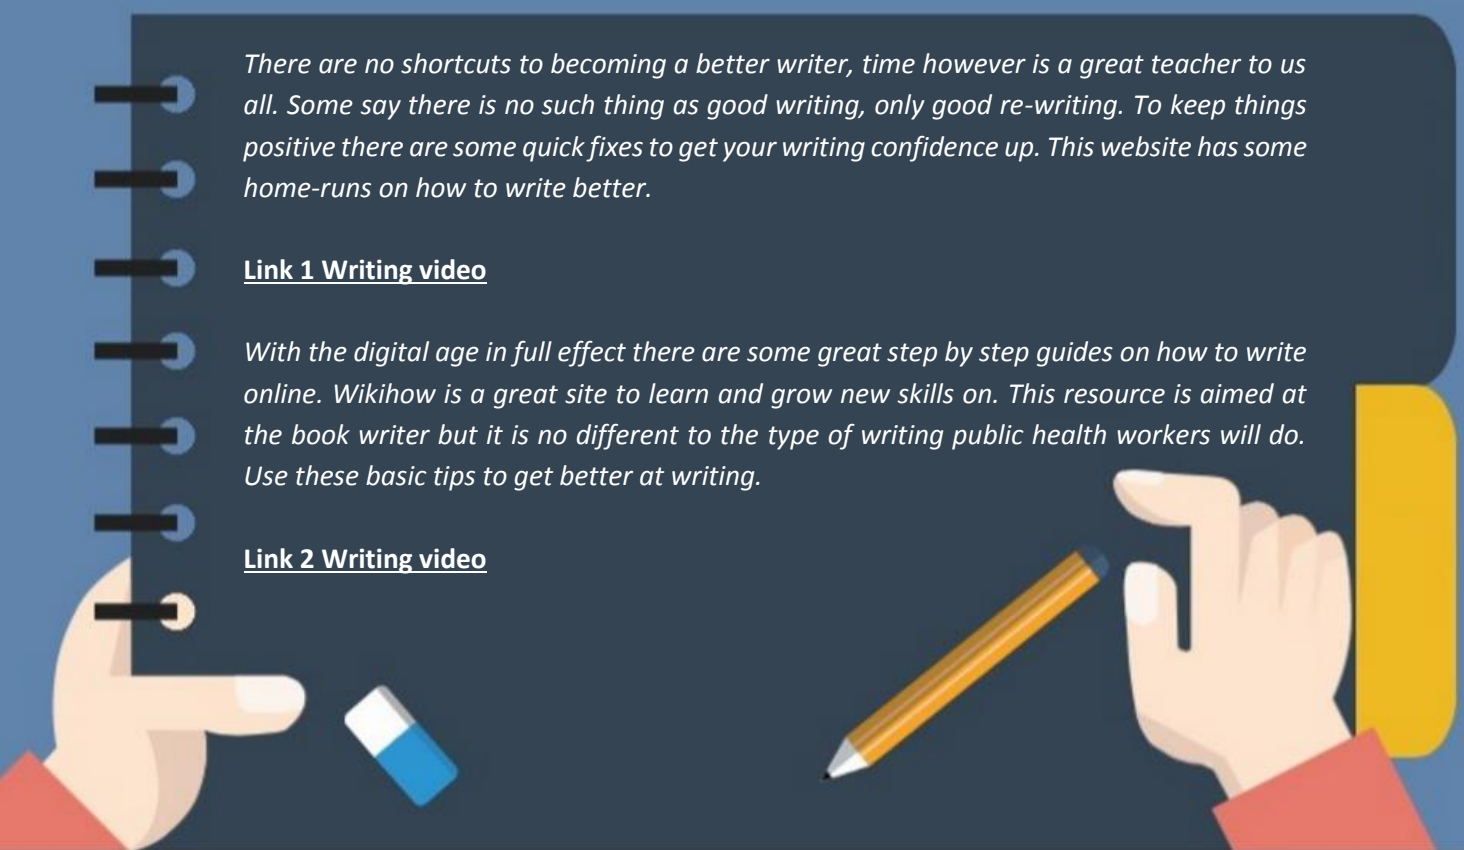 There are no shortcuts to becoming a better writer, time however is a great teacher to us
all. Some say there is no such thing as good writing, only good re-writing. To keep things
positive there are some quick fixes to get your writing confidence up. This website has some
home-runs on how to write better.
Link 1 Writing video
With the digital age in full effect there are some great step by step guides on how to write
online. Wikihow is a great site to learn and grow new skills on. This resource is aimed at
the book writer but it is no different to the type of writing public health workers will do.
Use these basic tips to get better at writing.
Link 2 Writing video